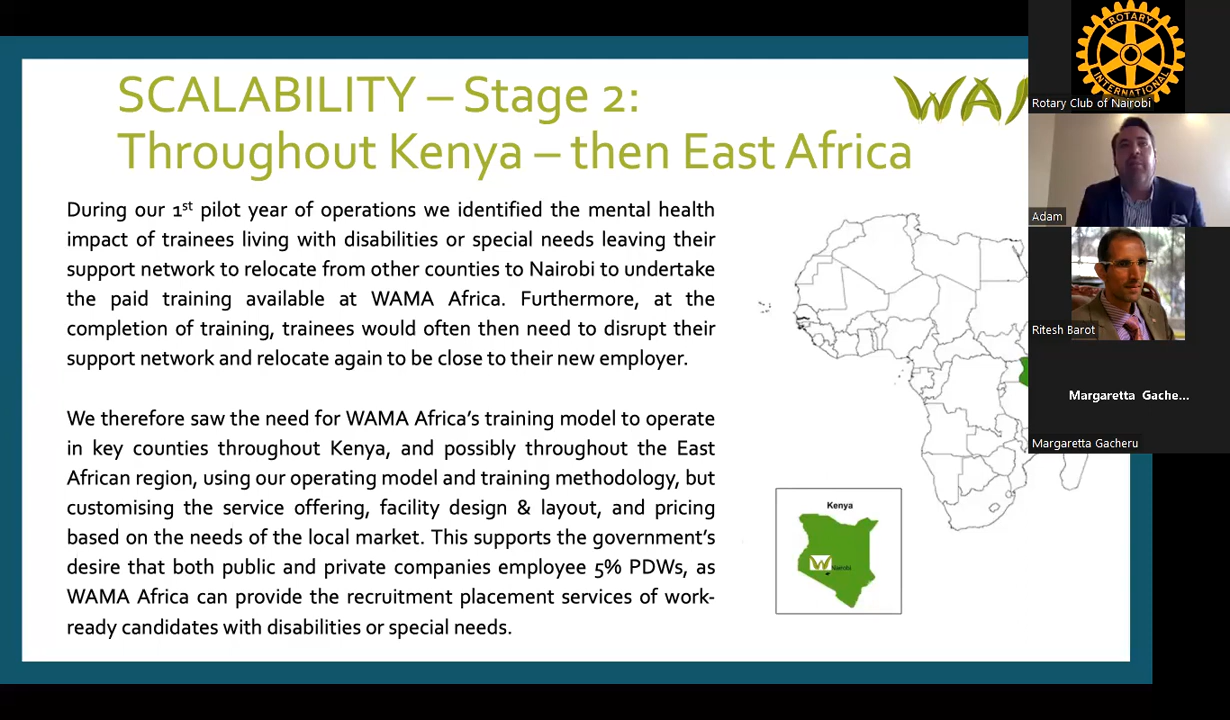 SCALABILITY – Stage 2:
Throughout Kenya – then East Africa
During our 1st pilot year of operations we identified the mental health
impact of trainees living with disabilities or special needs leaving their
support network to relocate from other counties to Nairobi to undertake
the paid training available at WAMA Africa. Furthermore, at the
completion of training, trainees would often then need to disrupt their
support network and relocate again to be close to their new employer.
We therefore saw the need for WAMA Africa's training model to operate
in key counties throughout Kenya, and possibly throughout the East
African region, using our operating model and training methodology, but
customising the service offering, facility design & layout, and pricing
based on the needs of the local market. This supports the government's
desire that both public and private companies employee 5% PDWs, as
WAMA Africa can provide the recruitment placement services of work-
ready candidates with disabilities or special needs.
Kenya
Nairobi
ROTARY
INTERNATIONAL
Rotary Club of Nairobi
Adam
Ritesh Barot
Margaretta Gache...
Margaretta Gacheru